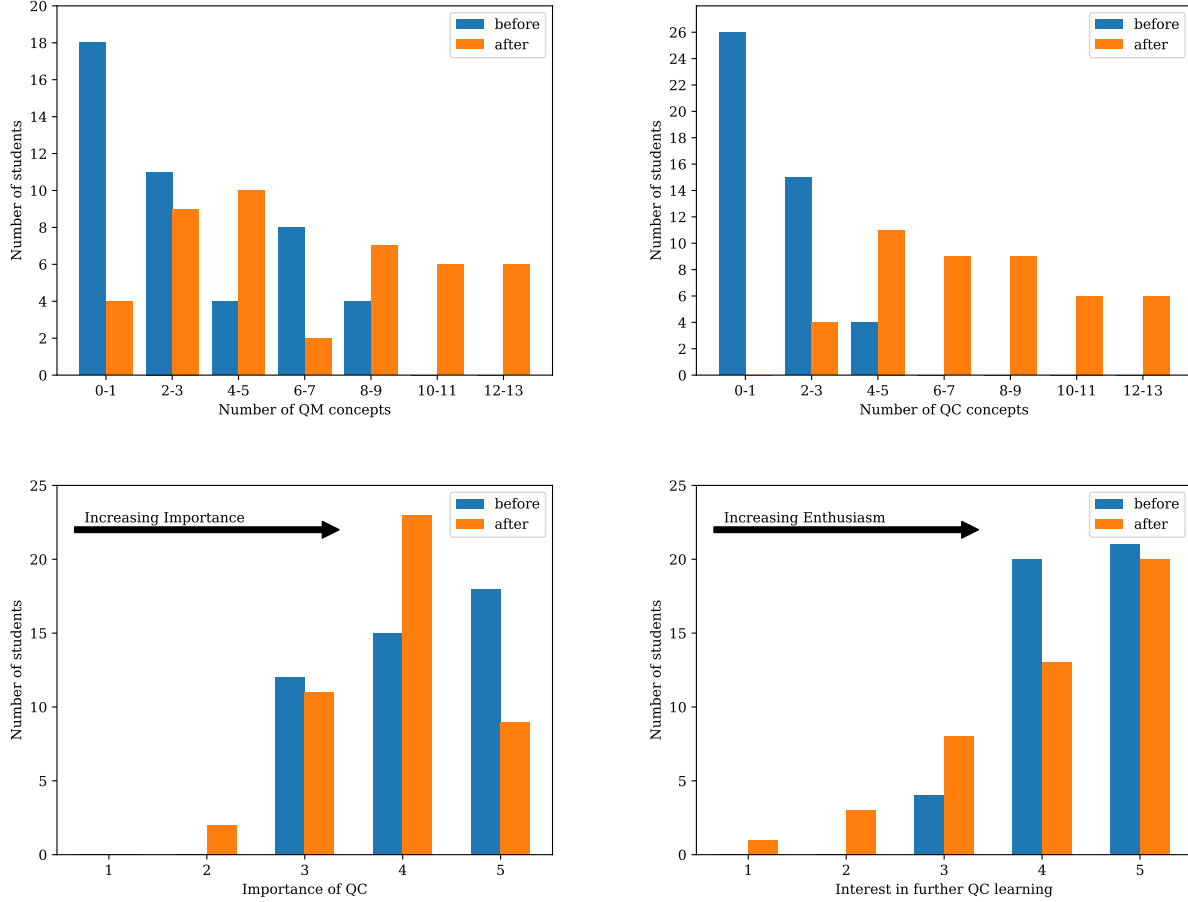 20
18
16
14
12
10
8
6
4
2
0
Number of students
before
after
0-1 2-3 4-5 6-7 8-9 10-11 12-13
Number of QM concepts
26
24
22
20
18
16
14
12
10
8
6
4
2
0
Number of students
before
after
0-1 2-3 4-5 6-7 8-9 10-11 12-13
Number of QC concepts
25
20
15
10
5
0
Number of students
Increasing Importance
before
after
1 2 3 4 5
Importance of QC
25
20
15
10
5
0
Number of students
Increasing Enthusiasm
before
after
1 2 3 4 5
Interest in further QC learning